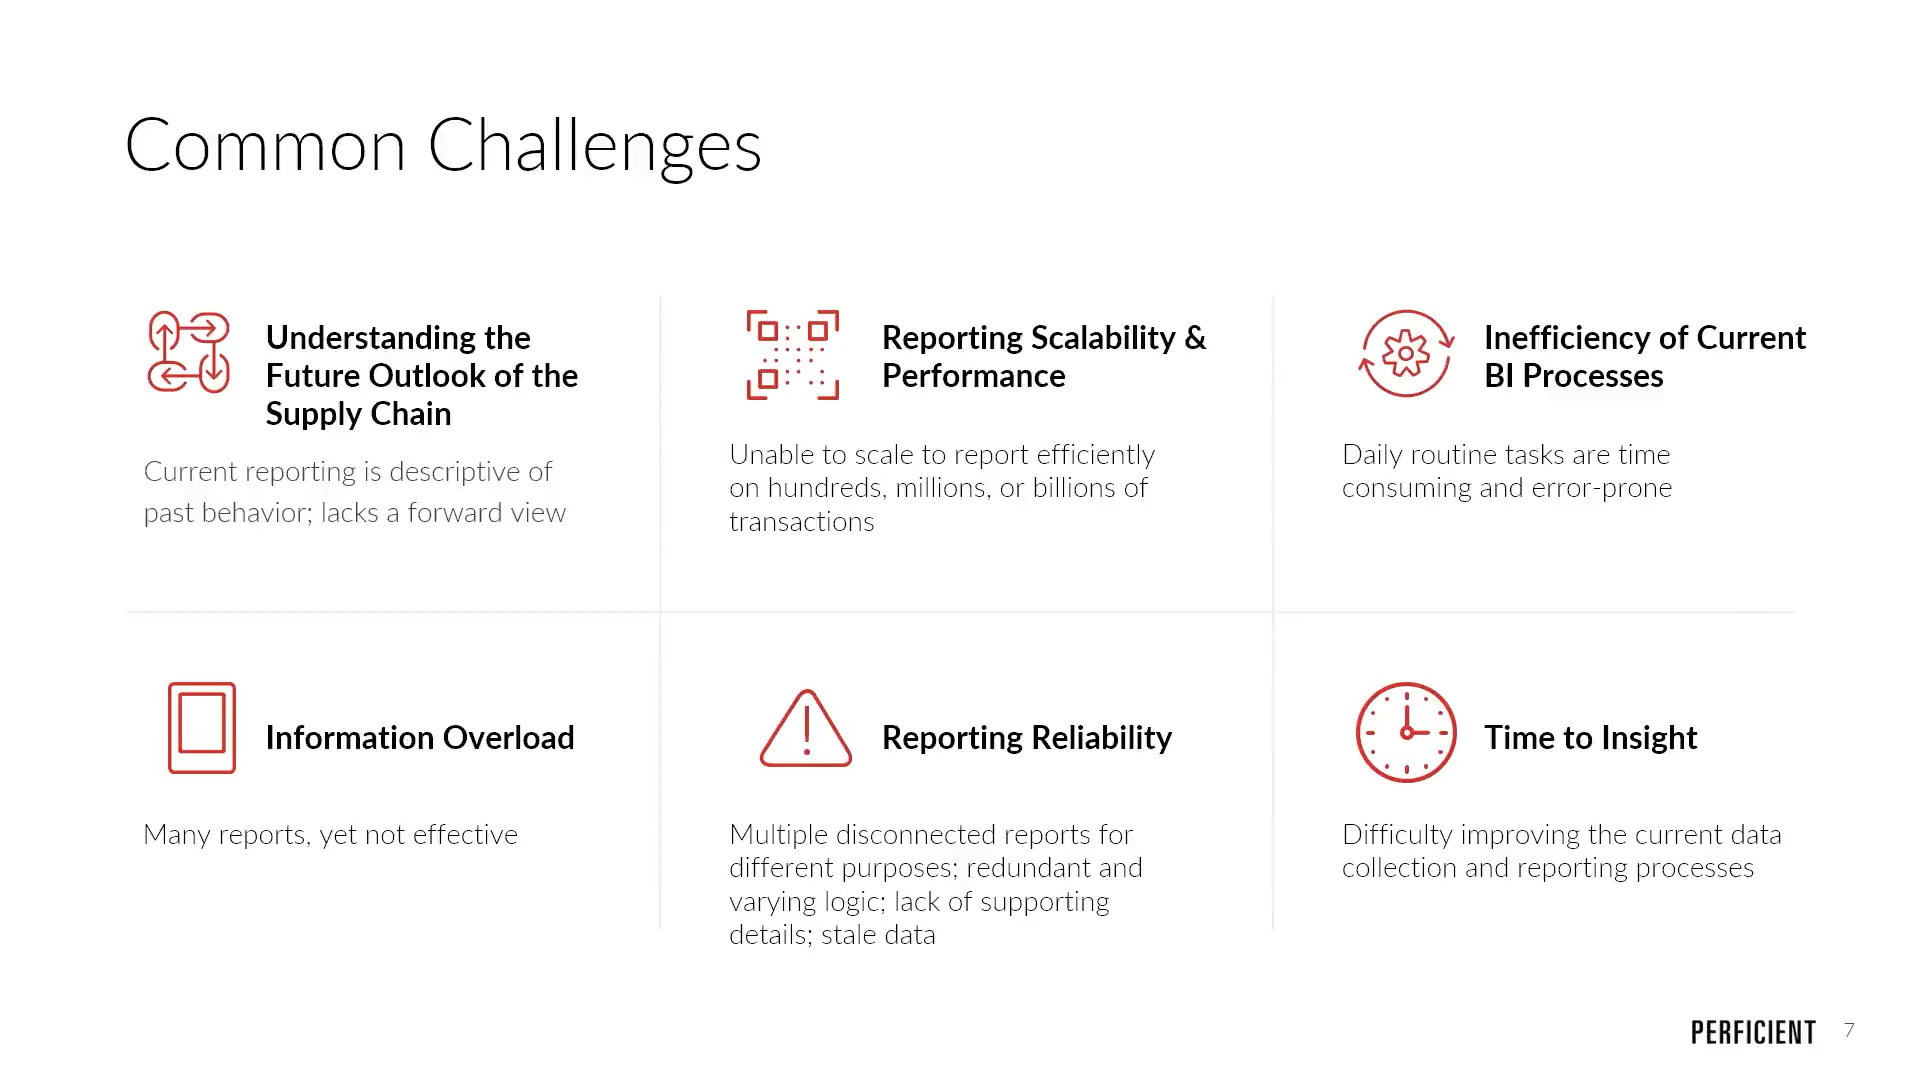 Common Challenges
Understanding the
Future Outlook of the
Supply Chain
Current reporting is descriptive of
past behavior; lacks a forward view
Reporting Scalability &
Performance
Unable to scale to report efficiently
on hundreds, millions, or billions of
transactions
Inefficiency of Current
BI Processes
Daily routine tasks are time
consuming and error-prone
Information Overload
Many reports, yet not effective
Reporting Reliability
Multiple disconnected reports for
different purposes; redundant and
varying logic; lack of supporting
details; stale data
Time to Insight
Difficulty improving the current data
collection and reporting processes
PERFICIENT 7